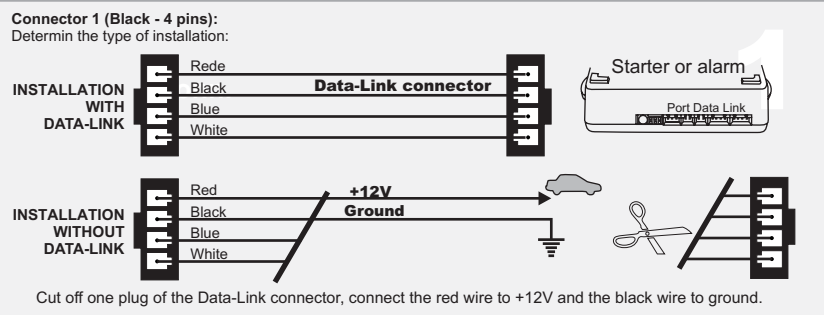 Connector 1 (Black - 4 pins):
Determin the type of installation:
1
Starter or alarm
Port Data Link
INSTALLATION
WITH
DATA-LINK
Rede
Black
Blue
White
Data-Link connector
INSTALLATION
WITHOUT
DATA-LINK
Red
Black
Blue
White
+12V
Ground
Cut off one plug of the Data-Link connector, connect the red wire to +12V and the black wire to ground.